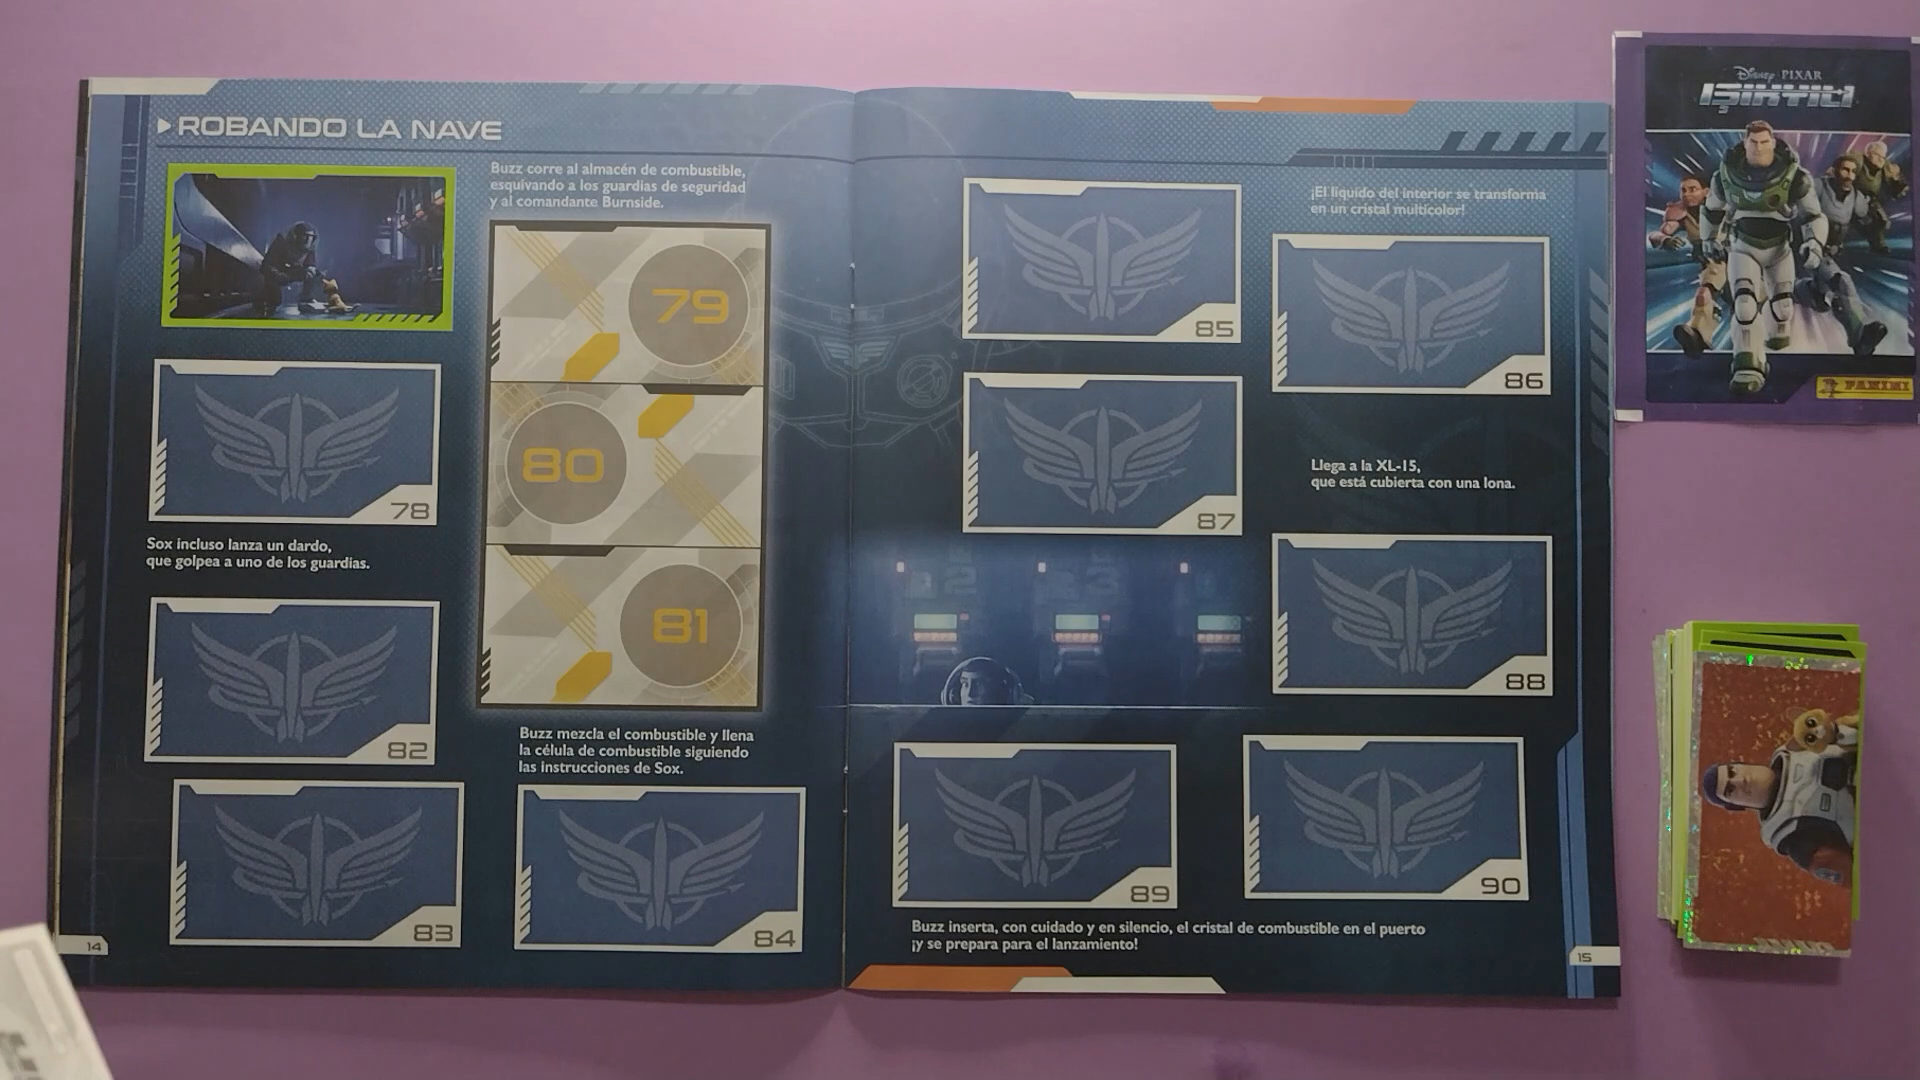 ROBANDO LA NAVE
Buzz corre al almacén de combustible,
esquivando a los guardias de seguridad
y al comandante Burnside.
79
78
80
Sox incluso lanza un dardo,
que golpea a uno de los guardias.
81
82
Buzz mezcla el combustible y llena
la célula de combustible siguiendo
las instrucciones de Sox.
83
84
14
85
¡El líquido del interior se transforma
en un cristal multicolor!
86
87
Llega a la XL-15,
que está cubierta con una lona.
2
3
88
89
90
Buzz inserta, con cuidado y en silencio, el cristal de combustible en el puerto
¡y se prepara para el lanzamiento!
15
Disney PIXAR
PANINI